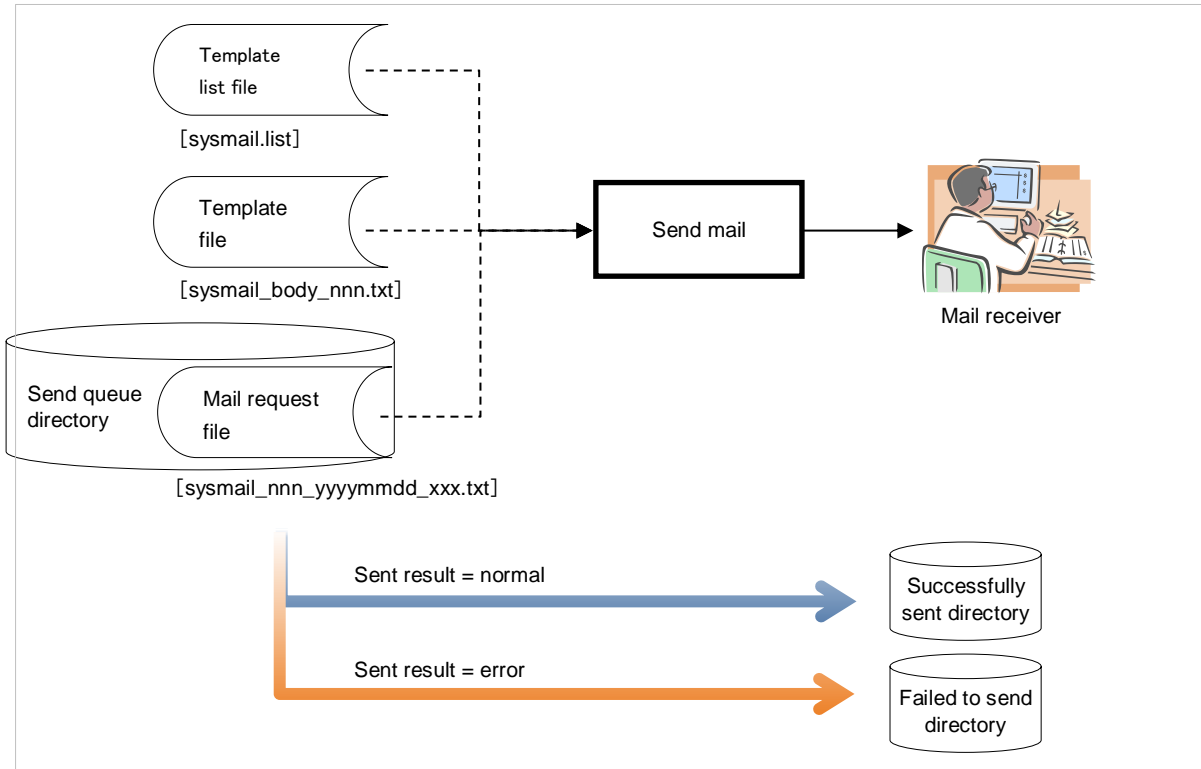 Template
list file
［sysmail.list］
Template
file
［sysmail_body_nnn.txt］
Send mail
Mail receiver
Send queue
directory
Mail request
file
［sysmail_nnn_yyyymmdd_xxx.txt］
Sent result = normal
Successfully
sent directory
Sent result = error
Failed to send
directory